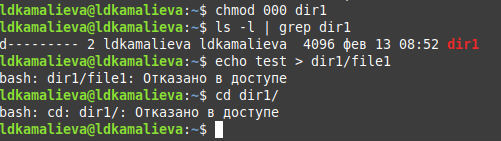 ldkamalieva@ldkamalieva:~$ chmod 000 dir1
ldkamalieva@ldkamalieva:~$ ls -l | grep dir1
d--------- 2 ldkamalieva ldkamalieva  4096 фев 13 08:52 dir1
ldkamalieva@ldkamalieva:~$ echo test > dir1/file1
bash: dir1/file1: Отказано в доступе
ldkamalieva@ldkamalieva:~$ cd dir1/
bash: cd: dir1/: Отказано в доступе
ldkamalieva@ldkamalieva:~$